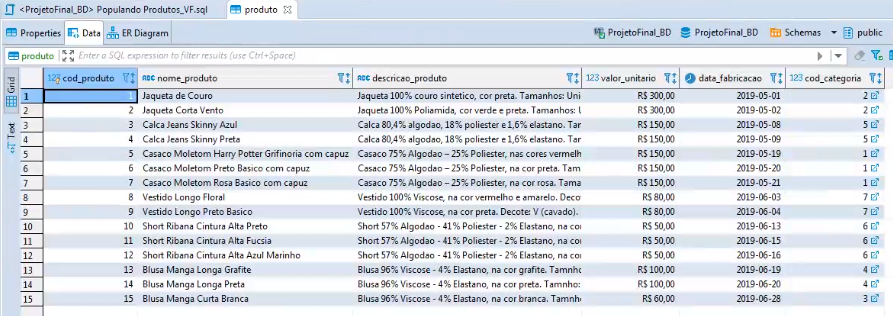 <ProjetoFinal_BD> Populando Produtos_VF.sql produto
Properties Data ER Diagram ProjetoFinal_BD ProjetoFinal_BD Schemas public
produto Enter a SQL expression to filter results (use Ctrl+Space)
Grid
Text
123 cod_produto ABC nome_produto ABC descricao_produto 123 valor_unitario data_fabricacao 123 cod_categoria
1 1 Jaqueta de Couro Jaqueta 100% couro sintetico, cor preta. Tamanhos: Uni R$ 300,00 2019-05-01 2
2 2 Jaqueta Corta Vento Jaqueta 100% Poliamida, cor verde e preta. Tamanhos: R$ 300,00 2019-05-02 2
3 3 Calca Jeans Skinny Azul Calca 80,4% algodao, 18% poliester e 1,6% elastano. Tar R$ 150,00 2019-05-08 5
4 4 Calca Jeans Skinny Preta Calca 80,4% algodao, 18% poliester e 1,6% elastano. Tar R$ 150,00 2019-05-09 5
5 5 Casaco Moletom Harry Potter Grifinoria com capuz Casaco 75% Algodao – 25% Poliester, nas cores vermelh R$ 150,00 2019-05-19 1
6 6 Casaco Moletom Preto Basico com capuz Casaco 75% Algodao – 25% Poliester, na cor preta. Tam R$ 150,00 2019-05-20 1
7 7 Casaco Moletom Rosa Basico com capuz Casaco 75% Algodao – 25% Poliester, na cor rosa. Taman R$ 150,00 2019-05-21 1
8 8 Vestido Longo Floral Vestido 100% Viscose, na cor vermelho e amarelo. Decot R$ 80,00 2019-06-03 7
9 9 Vestido Longo Preto Basico Vestido 100% Viscose, na cor preta. Decote: V (cavado). R$ 80,00 2019-06-04 7
10 10 Short Ribana Cintura Alta Preto Short 57% Algodao - 41% Poliester - 2% Elastano, na co R$ 50,00 2019-06-13 6
11 11 Short Ribana Cintura Alta Fucsia Short 57% Algodao - 41% Poliester - 2% Elastano, na co R$ 50,00 2019-06-15 6
12 12 Short Ribana Cintura Alta Azul Marinho Short 57% Algodao - 41% Poliester - 2% Elastano, na co R$ 50,00 2019-06-16 6
13 13 Blusa Manga Longa Grafite Blusa 96% Viscose - 4% Elastano, na cor grafite. Tamnho R$ 100,00 2019-06-19 4
14 14 Blusa Manga Longa Preta Blusa 96% Viscose - 4% Elastano, na cor preta. Tamnho: R$ 100,00 2019-06-20 4
15 15 Blusa Manga Curta Branca Blusa 96% Viscose - 4% Elastano, na cor branca. Tamnh R$ 60,00 2019-06-28 3